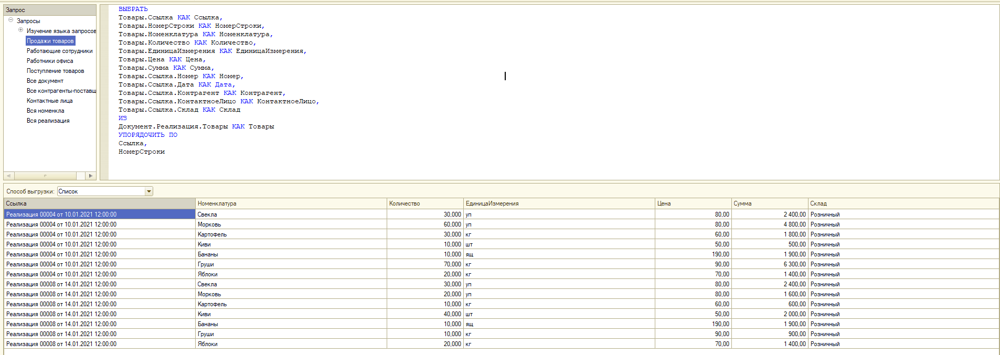 Запрос
Запросы
Изучение языка запросов
Продажи товаров
Работающие сотрудники
Работники офиса
Поступление товаров
Все документ
Все контрагенты-поставщ
Контактные лица
Вся номенкла
Вся реализация
ВЫБРАТЬ
Товары.Ссылка КАК Ссылка,
Товары.НомерСтроки КАК НомерСтроки,
Товары.Номенклатура КАК Номенклатура,
Товары.Количество КАК Количество,
Товары.ЕдиницаИзмерения КАК ЕдиницаИзмерения,
Товары.Цена КАК Цена,
Товары.Сумма КАК Сумма,
Товары.Ссылка.Номер КАК Номер,
Товары.Ссылка.Дата КАК Дата,
Товары.Ссылка.Контрагент КАК Контрагент,
Товары.Ссылка.КонтактноеЛицо КАК КонтактноеЛицо,
Товары.Ссылка.Склад КАК Склад
ИЗ
Документ.Реализация.Товары КАК Товары
УПОРЯДОЧИТЬ ПО
Ссылка,
НомерСтроки
Способ выгрузки: Список
Ссылка Номенклатура Количество ЕдиницаИзмерения Цена Сумма Склад
Реализация 00004 от 10.01.2021 12:00:00 Свекла 30,000 уп 80,00 2 400,00 Розничный
Реализация 00004 от 10.01.2021 12:00:00 Морковь 60,000 уп 80,00 4 800,00 Розничный
Реализация 00004 от 10.01.2021 12:00:00 Картофель 30,000 кг 60,00 1 800,00 Розничный
Реализация 00004 от 10.01.2021 12:00:00 Киви 10,000 шт 50,00 500,00 Розничный
Реализация 00004 от 10.01.2021 12:00:00 Бананы 10,000 ящ 190,00 1 900,00 Розничный
Реализация 00004 от 10.01.2021 12:00:00 Груши 70,000 кг 90,00 6 300,00 Розничный
Реализация 00004 от 10.01.2021 12:00:00 Яблоки 20,000 кг 70,00 1 400,00 Розничный
Реализация 00008 от 14.01.2021 12:00:00 Свекла 30,000 уп 80,00 2 400,00 Розничный
Реализация 00008 от 14.01.2021 12:00:00 Морковь 20,000 уп 80,00 1 600,00 Розничный
Реализация 00008 от 14.01.2021 12:00:00 Картофель 10,000 кг 60,00 600,00 Розничный
Реализация 00008 от 14.01.2021 12:00:00 Киви 40,000 шт 50,00 2 000,00 Розничный
Реализация 00008 от 14.01.2021 12:00:00 Бананы 10,000 ящ 190,00 1 900,00 Розничный
Реализация 00008 от 14.01.2021 12:00:00 Груши 10,000 кг 90,00 900,00 Розничный
Реализация 00008 от 14.01.2021 12:00:00 Яблоки 20,000 кг 70,00 1 400,00 Розничный